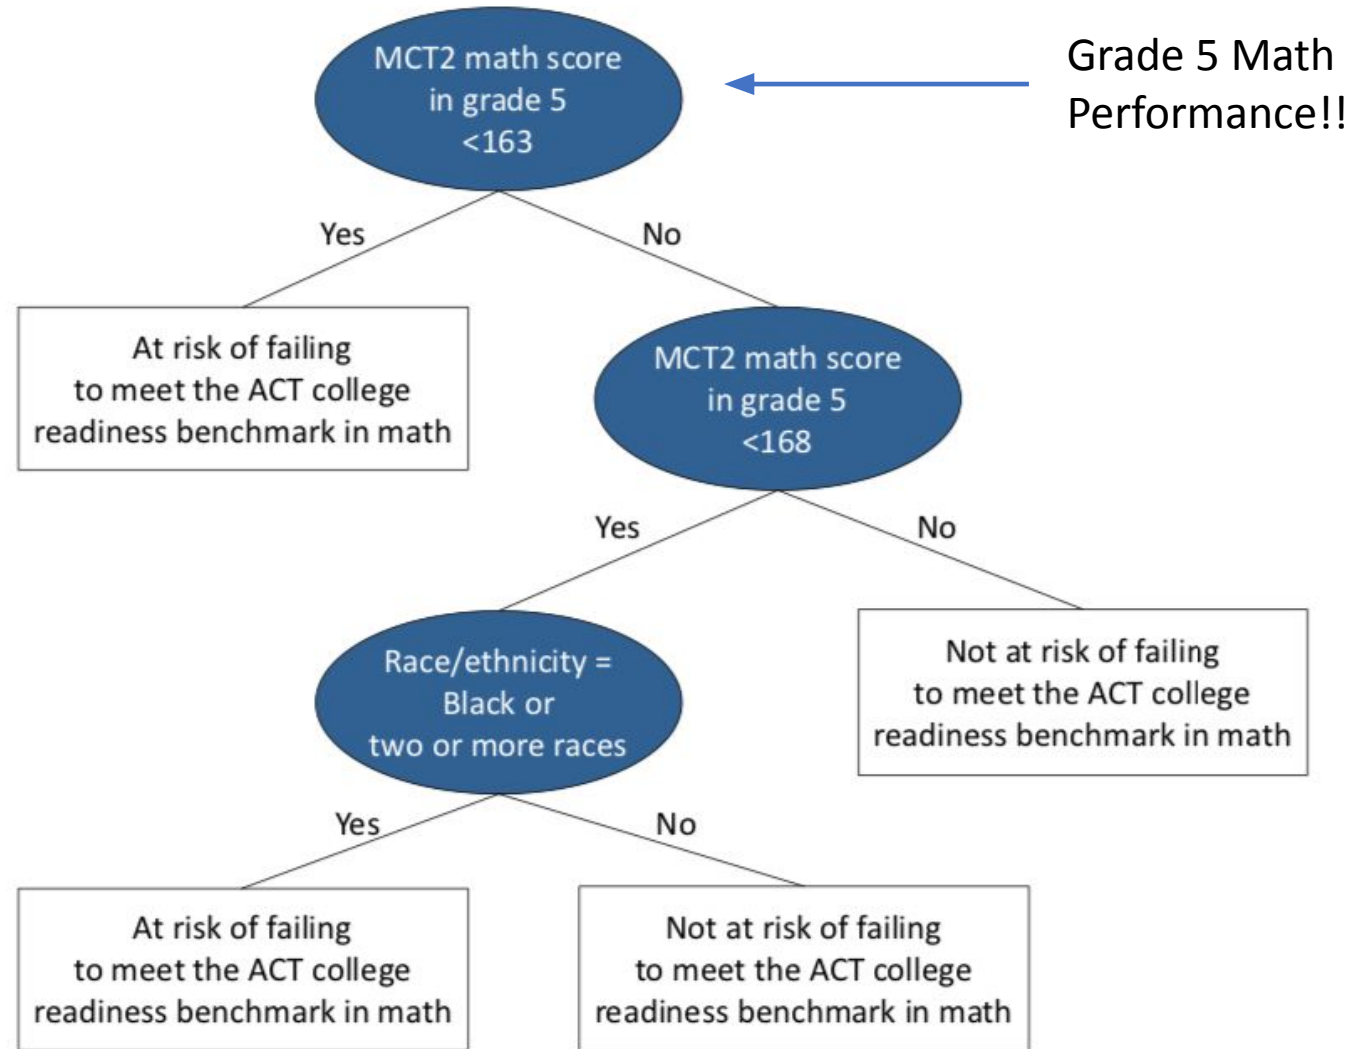 MCT2 math score
in grade 5
<163
Grade 5 Math
Performance!!
Yes
No
At risk of failing
to meet the ACT college
readiness benchmark in math
MCT2 math score
in grade 5
<168
Yes
No
Race/ethnicity =
Black or
two or more races
Not at risk of failing
to meet the ACT college
readiness benchmark in math
Yes
No
At risk of failing
to meet the ACT college
readiness benchmark in math
Not at risk of failing
to meet the ACT college
readiness benchmark in math